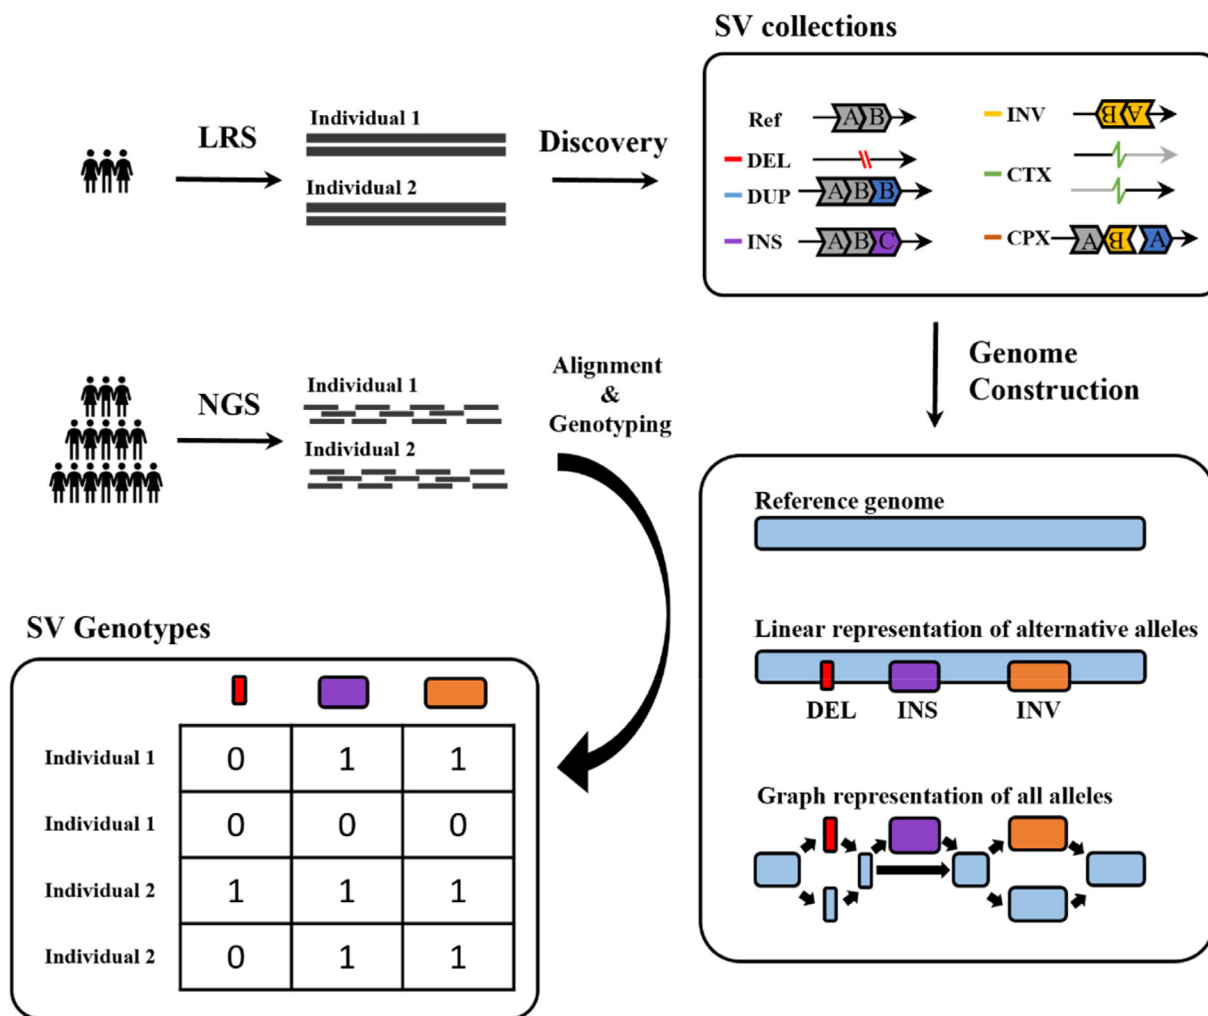 SV collections
LRS
Individual 1
Individual 2
Discovery
Ref
A B
DEL
DUP
A B B
INS
A B C
INV
B A
CTX
CPX
A B A
NGS
Individual 1
Individual 2
Alignment
&
Genotyping
Genome
Construction
Reference genome
Linear representation of alternative alleles
DEL INS INV
Graph representation of all alleles
SV Genotypes
Individual 1 0 1 1
Individual 1 0 0 0
Individual 2 1 1 1
Individual 2 0 1 1